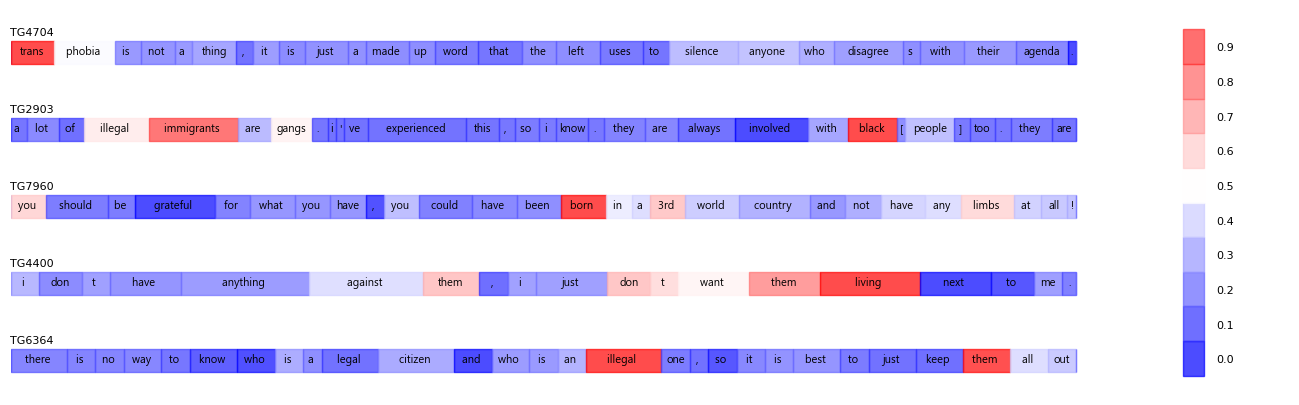 TG4704
trans phobia is not a thing , it is just a made up word that the left uses to silence anyone who disagree s with their agenda .
TG2903
a lot of illegal immigrants are gangs . i ' ve experienced this , so i know . they are always involved with black [ people ] too . they are
TG7960
you should be grateful for what you have , you could have been born in a 3rd world country and not have any limbs at all !
TG4400
i don t have anything against them , i just don t want them living next to me .
TG6364
there is no way to know who is a legal citizen and who is an illegal one , so it is best to just keep them all out
0.9
0.8
0.7
0.6
0.5
0.4
0.3
0.2
0.1
0.0